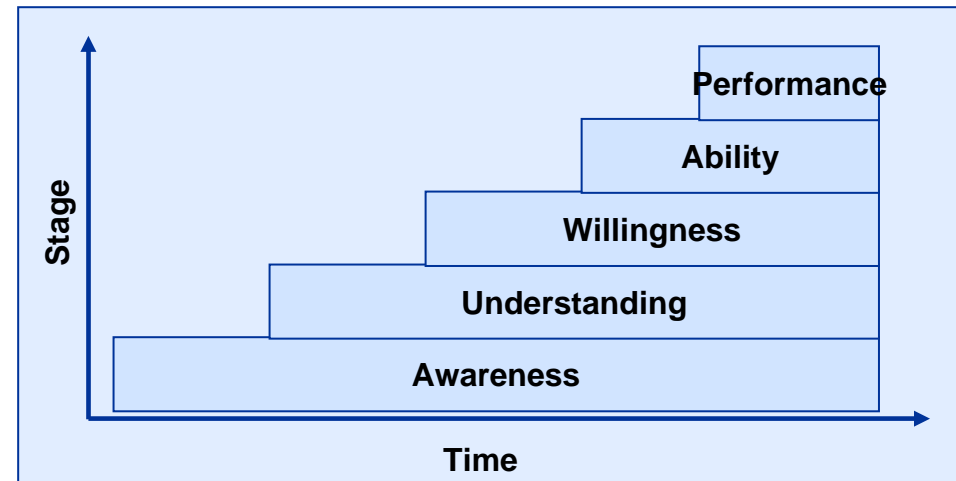 Performance
Ability
Stage
Willingness
Understanding
Awareness
Time